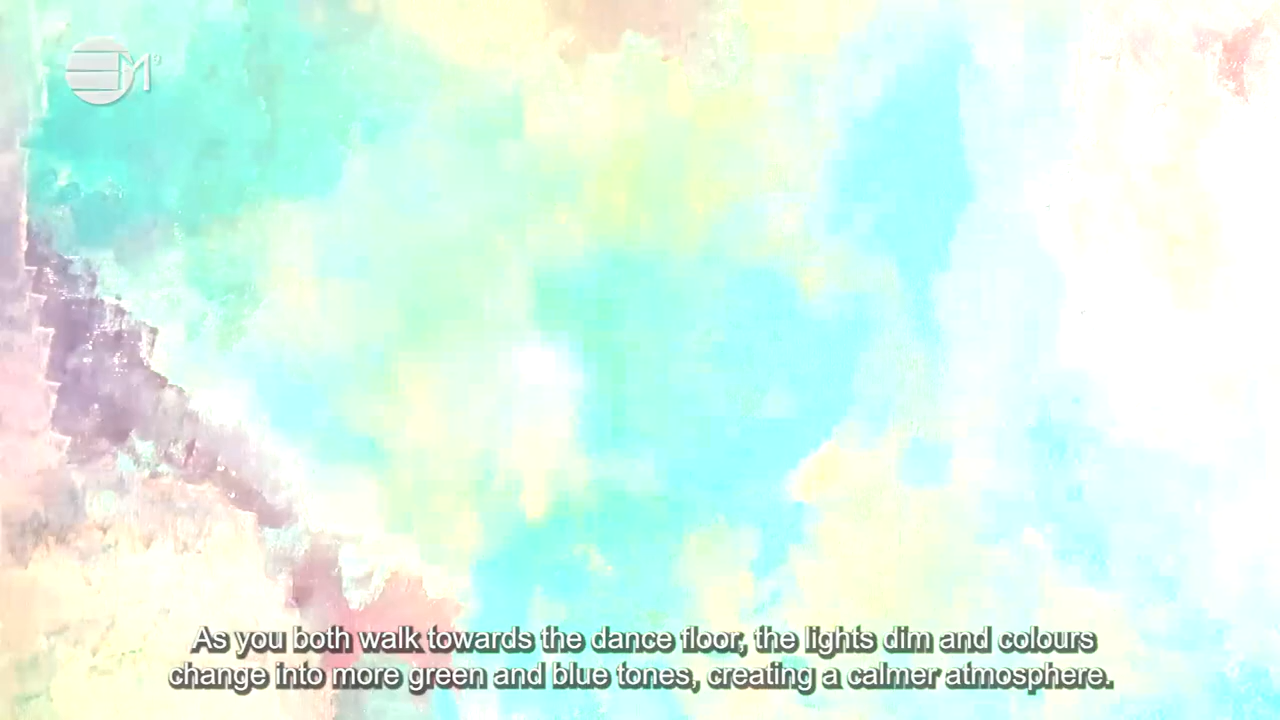 EM9
As you both walk towards the dance floor, the lights dim and colours
change into more green and blue tones, creating a calmer atmosphere.